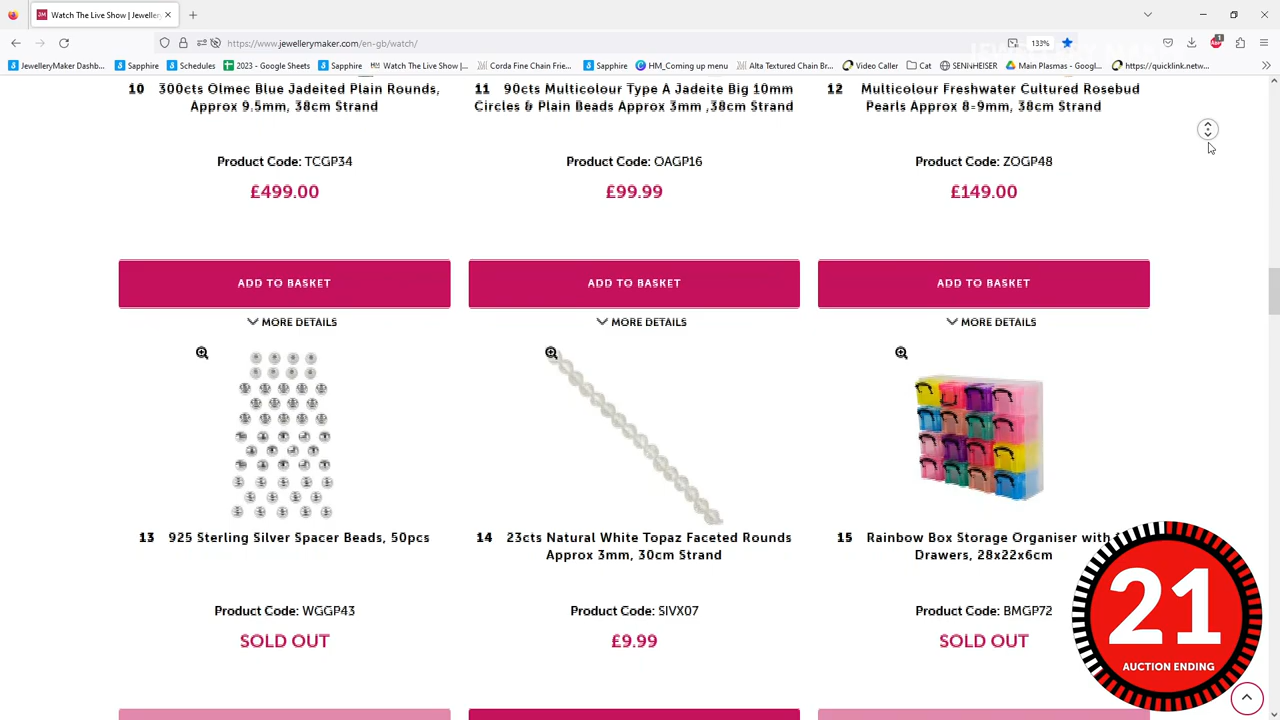 Watch The Live Show | Jeweller
https://www.jewellerymaker.com/en-gb/watch/
133%
JewelleryMaker Dashb...
Sapphire
Schedules
2023 - Google Sheets
Sapphire
Watch The Live Show |...
Corda Fine Chain Frie...
Sapphire
HM_Coming up menu
Alta Textured Chain Br...
Video Caller
Cat
SENNHEISER
Main Plasmas - Googl...
https://quicklink.netw...
10 300cts Olmec Blue Jadeited Plain Rounds,
Approx 9.5mm, 38cm Strand
Product Code: TCGP34
£499.00
ADD TO BASKET
MORE DETAILS
11 90cts Multicolour Type A Jadeite Big 10mm
Circles & Plain Beads Approx 3mm ,38cm Strand
Product Code: OAGP16
£99.99
ADD TO BASKET
MORE DETAILS
12 Multicolour Freshwater Cultured Rosebud
Pearls Approx 8-9mm, 38cm Strand
Product Code: ZOGP48
£149.00
ADD TO BASKET
MORE DETAILS
13 925 Sterling Silver Spacer Beads, 50pcs
Product Code: WGGP43
SOLD OUT
14 23cts Natural White Topaz Faceted Rounds
Approx 3mm, 30cm Strand
Product Code: SIVX07
£9.99
15 Rainbow Box Storage Organiser with
Drawers, 28x22x6cm
Product Code: BMGP72
SOLD OUT
21
AUCTION ENDING